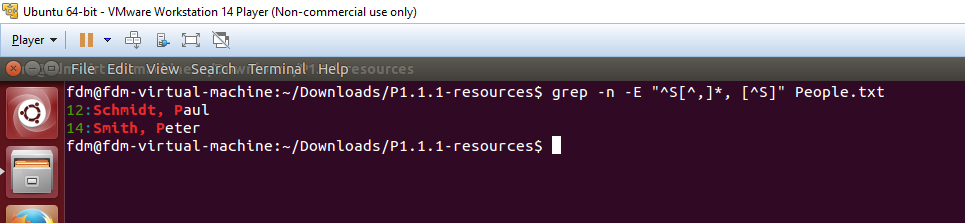 Ubuntu 64-bit - VMware Workstation 14 Player (Non-commercial use only)
Player
File Edit View Search Terminal Help
fdm@fdm-virtual-machine:~/Downloads/P1.1.1-resources$ grep -n -E "^S[^,]*, [^S]" People.txt
12:Schmidt, Paul
14:Smith, Peter
fdm@fdm-virtual-machine:~/Downloads/P1.1.1-resources$